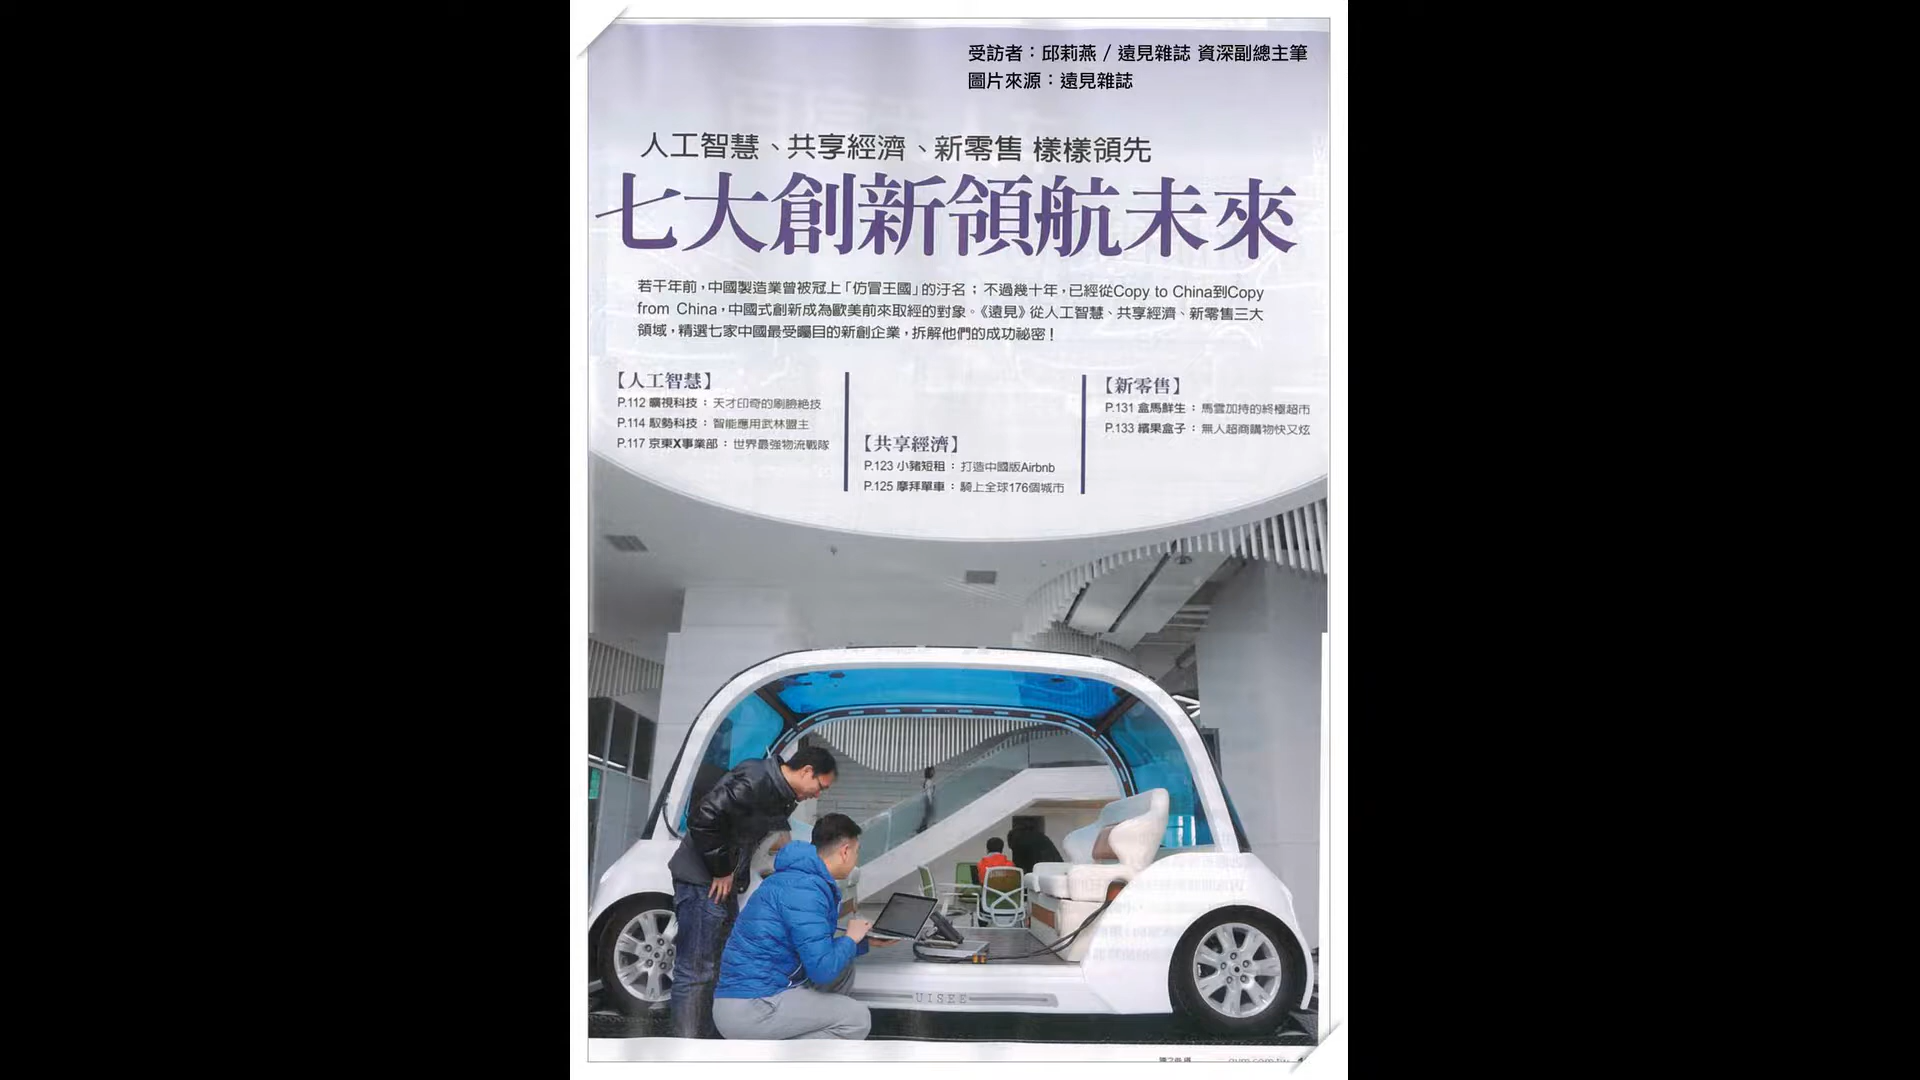 受訪者：邱莉燕 / 遠見雜誌 資深副總主筆
圖片來源：遠見雜誌
人工智慧、共享經濟、新零售 樣樣領先
七大創新領航未來
若干年前，中國製造業曾被冠上「仿冒王國」的汙名；不過幾十年，已經從Copy to China到Copy
from China，中國式創新成為歐美前來取經的對象。《遠見》從人工智慧、共享經濟、新零售三大
領域，精選七家中國最受矚目的新創企業，拆解他們的成功祕密！
【人工智慧】
P.112 曠視科技：天才印奇的刷臉絕技
P.114 馭勢科技：智能應用武林盟主
P.117 京東X事業部：世界最強物流戰隊
【共享經濟】
P.123 小豬短租：打造中國版Airbnb
P.125 摩拜單車：騎上全球176個城市
【新零售】
P.131 盒馬鮮生：馬雲加持的終極超市
P.133 繽果盒子：無人超商購物快又炫
UISEE